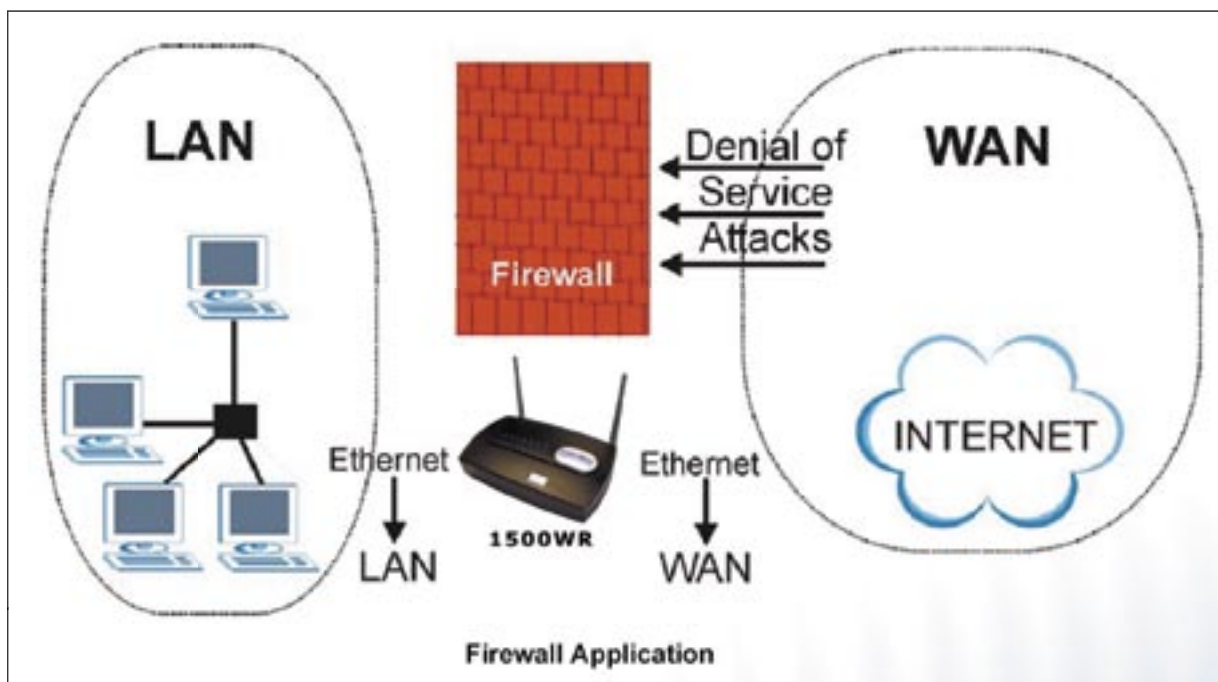 LAN
WAN
Denial of
Service
Attacks
Firewall
INTERNET
Ethernet
LAN
1500WR
Ethernet
WAN
Firewall Application